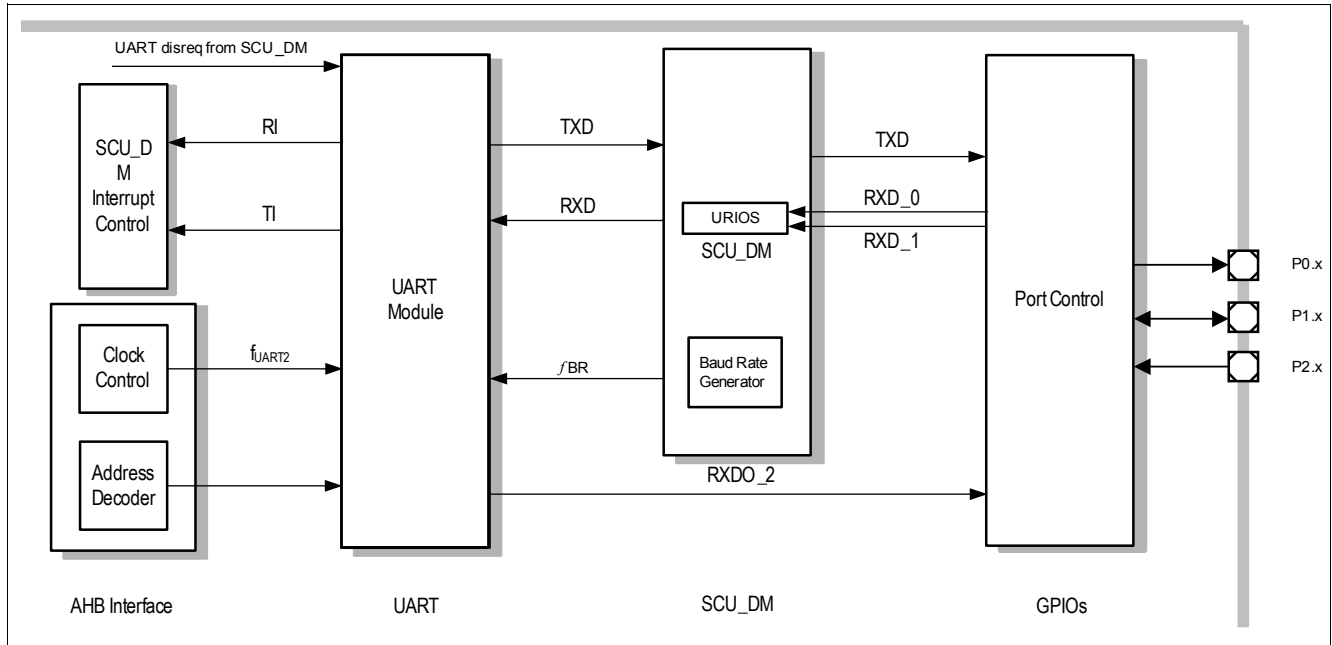 UART disreq from SCU_DM
SCU_D
M
Interrupt
Control
RI
TI
UART
Module
TXD
RXD
URIOS
SCU_DM
TXD
RXD_0
RXD_1
Port Control
P0.x
P1.x
P2.x
Clock
Control
fUART2
fBR
Baud Rate
Generator
Address
Decoder
RXDO_2
AHB Interface
UART
SCU_DM
GPIOs